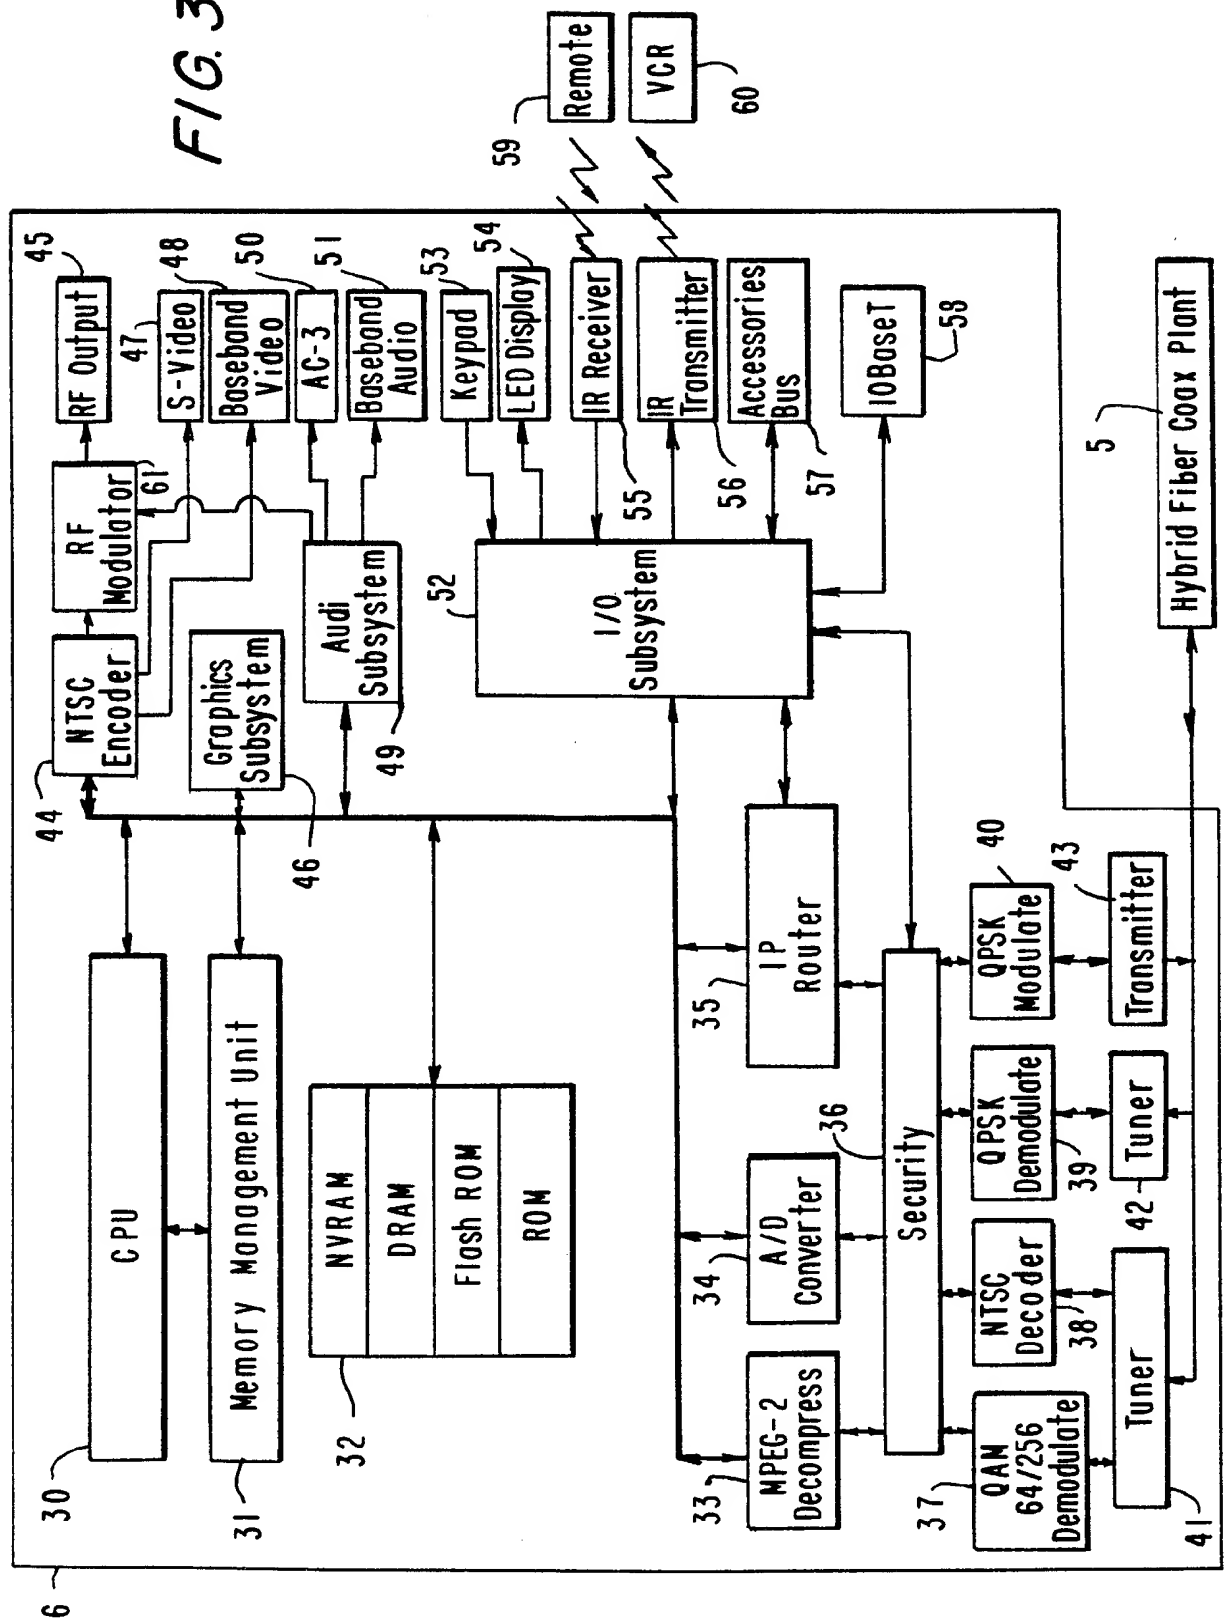 FIG. 3
6
30
CPU
31
Memory Management Unit
32
NVRAM
DRAM
Flash ROM
ROM
44
NTSC
Encoder
RF
Modulator
61
RF Output
45
47
S-Video
48
Baseband
Video
50
AC-3
51
Baseband
Audio
Graphics
Subsystem
46
Audi
Subsystem
49
53
Keypad
54
LED Display
52
I/O
Subsystem
IR Receiver
55
IR
Transmitter
56
Accessories
Bus
57
10BaseT
58
59
Remote
VCR
60
33
MPEG-2
Decompress
34
A/D
Converter
35
IP
Router
36
Security
37
QAM
64/256
Demodulate
NTSC
Decoder
38
QPSK
Demodulate
39
40
QPSK
Modulate
Tuner
41
Tuner
42
43
Transmitter
5
Hybrid Fiber Coax Plant